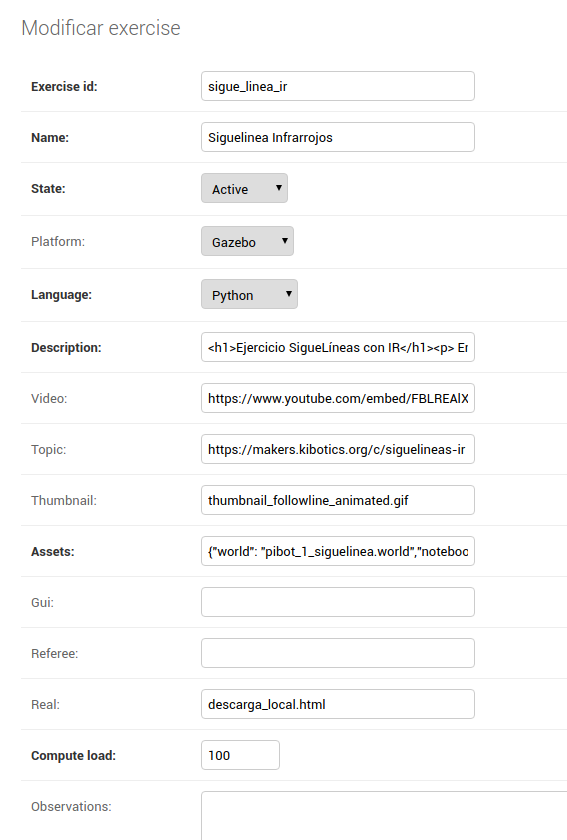 Modificar exercise
Exercise id: sigue_linea_ir
Name: Siguelinea Infrarrojos
State: Active
Platform: Gazebo
Language: Python
Description: <h1>Ejercicio SigueLíneas con IR</h1><p> En
Video: https://www.youtube.com/embed/FBLREAlX
Topic: https://makers.kibotics.org/c/siguelineas-ir
Thumbnail: thumbnail_followline_animated.gif
Assets: {"world": "pibot_1_siguelinea.world","noteboo
Gui:
Referee:
Real: descarga_local.html
Compute load: 100
Observations: